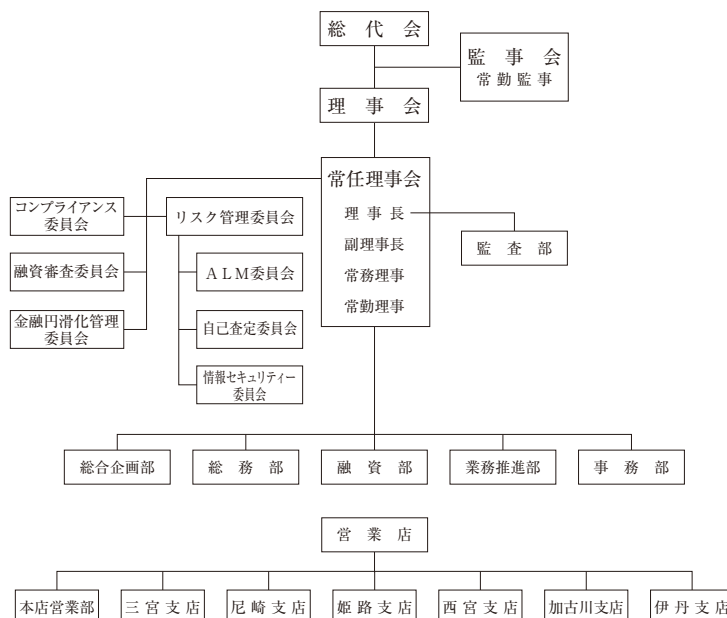 総代会
監事会
常勤監事
理事会
常任理事会
理事長
副理事長
常務理事
常勤理事
監査部
コンプライアンス
委員会
リスク管理委員会
融資審査委員会
ALM委員会
金融円滑化管理
委員会
自己査定委員会
情報セキュリティー
委員会
総合企画部
総務部
融資部
業務推進部
事務部
営業店
本店営業部
三宮支店
尼崎支店
姫路支店
西宮支店
加古川支店
伊丹支店